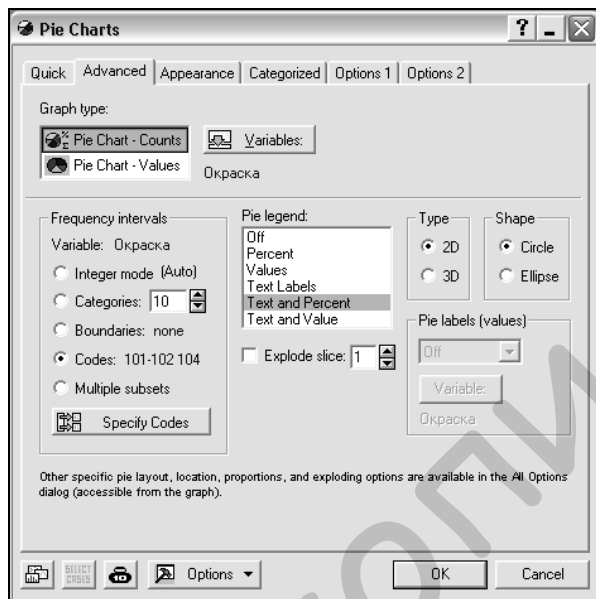 Pie Charts
Quick Advanced Appearance Categorized Options 1 Options 2
Graph type:
Pie Chart - Counts
Pie Chart - Values
Variables:
Окраска
Frequency intervals
Variable: Окраска
Integer mode (Auto)
Categories: 10
Boundaries: none
Codes: 101-102 104
Multiple subsets
Specify Codes
Pie legend:
Off
Percent
Values
Text Labels
Text and Percent
Text and Value
Explode slice: 1
Type
2D
3D
Shape
Circle
Ellipse
Pie labels (values)
Off
Variable:
Окраска
Other specific pie layout, location, proportions, and exploding options are available in the All Options
dialog (accessible from the graph).
SELECT
CASES
Options
OK
Cancel